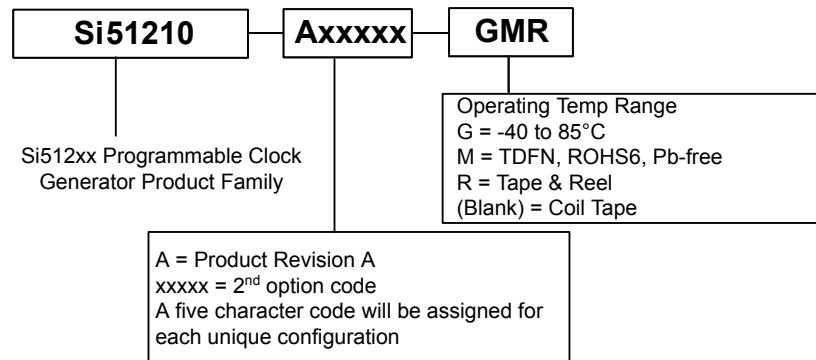 Si51210 Axxxxx GMR
Si512xx Programmable Clock
Generator Product Family
Operating Temp Range
G = -40 to 85°C
M = TDFN, ROHS6, Pb-free
R = Tape & Reel
(Blank) = Coil Tape
A = Product Revision A
xxxxx = 2nd option code
A five character code will be assigned for
each unique configuration